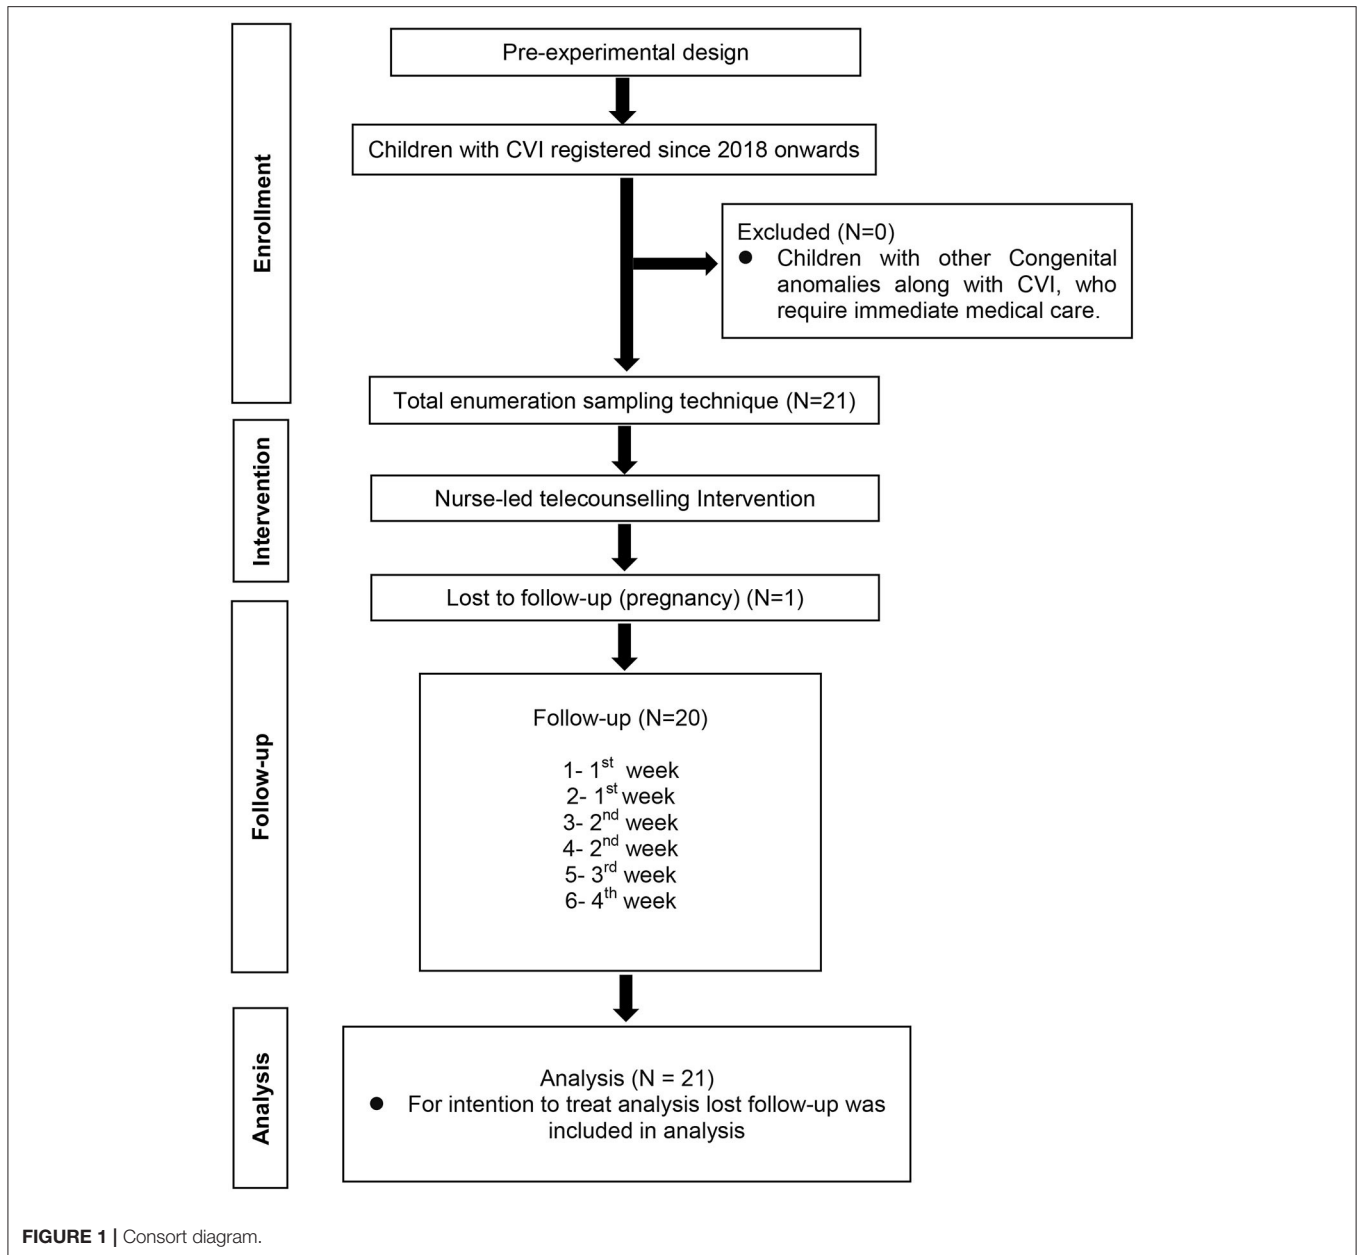 Enrollment
Pre-experimental design
Children with CVI registered since 2018 onwards
Excluded (N=0)
● Children with other Congenital
anomalies along with CVI, who
require immediate medical care.
Total enumeration sampling technique (N=21)
Intervention
Nurse-led telecounselling Intervention
Lost to follow-up (pregnancy) (N=1)
Follow-up
Follow-up (N=20)
1- 1st week
2- 1st week
3- 2nd week
4- 2nd week
5- 3rd week
6- 4th week
Analysis
Analysis (N = 21)
● For intention to treat analysis lost follow-up was
included in analysis
FIGURE 1 | Consort diagram.